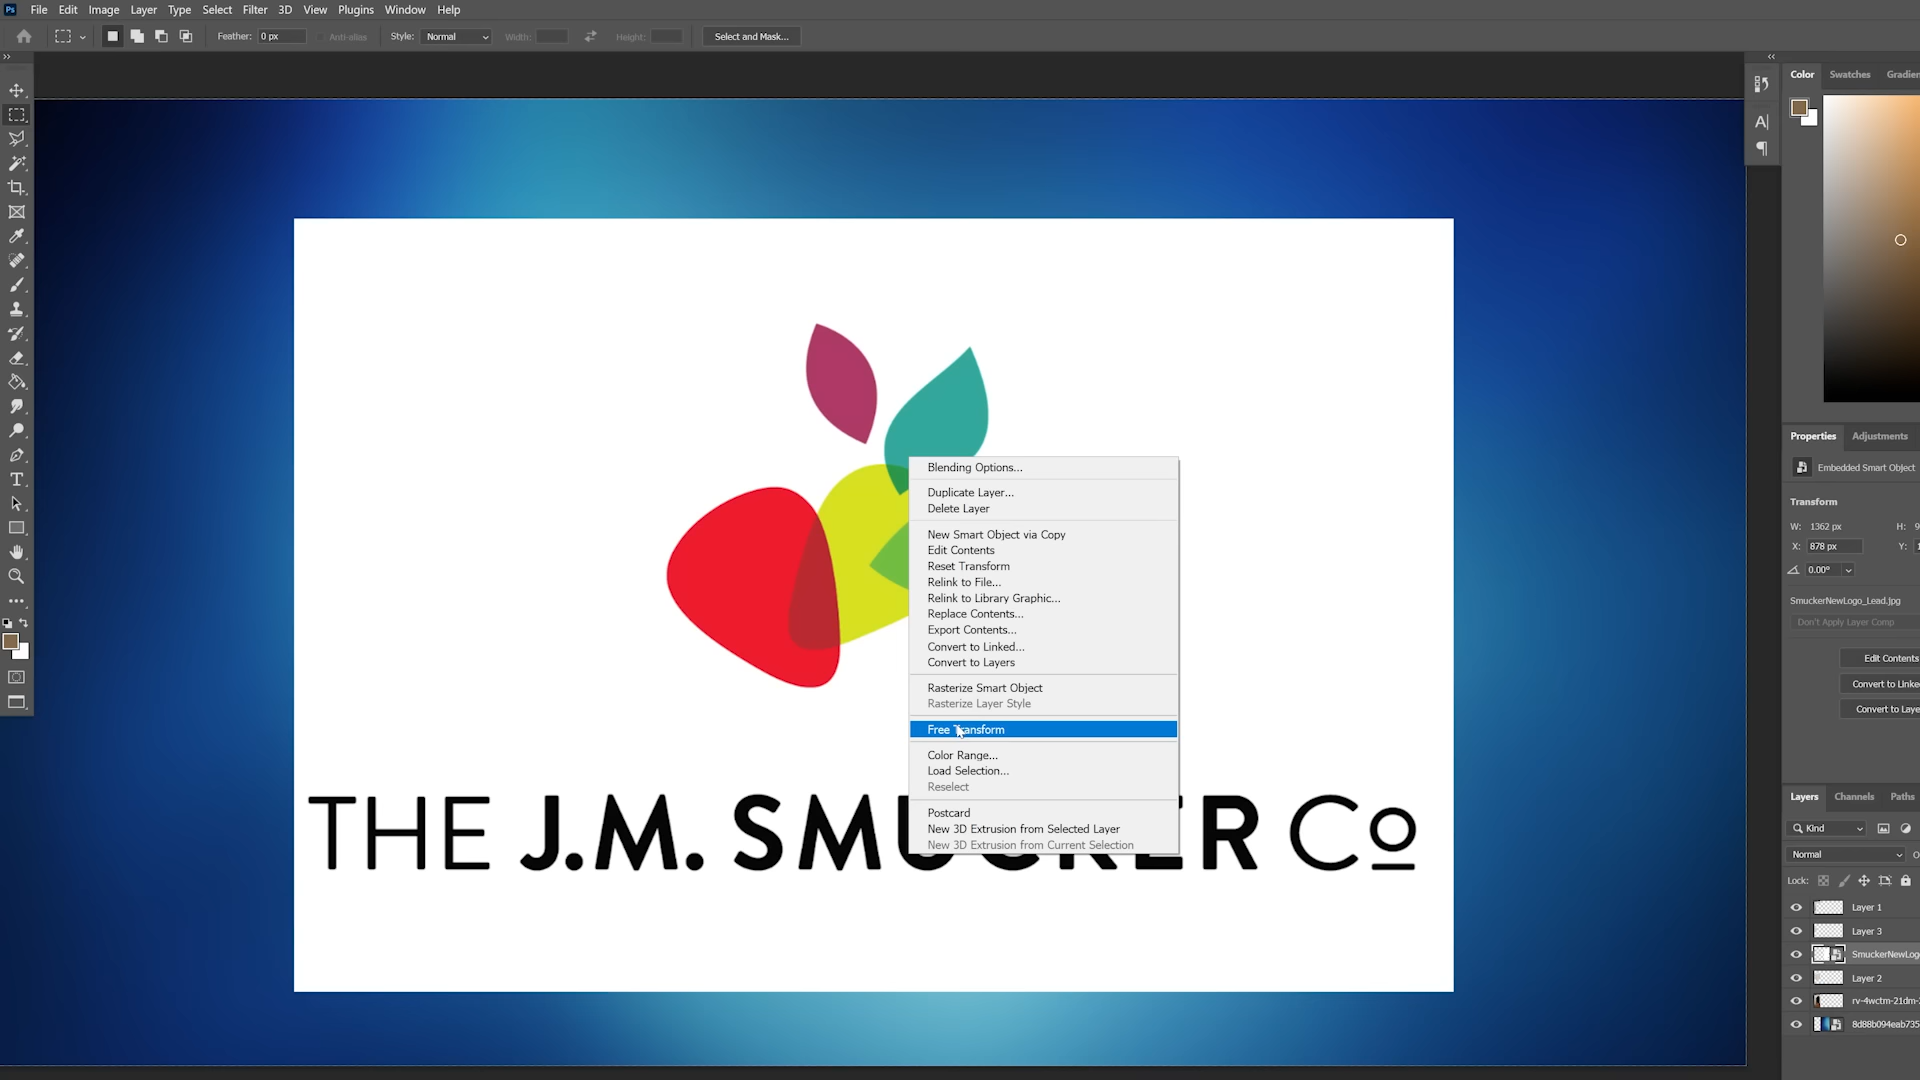 Ps File Edit Image Layer Type Select Filter 3D View Plugins Window Help
Feather: 0 px Anti-alias Style: Normal Width: Height: Select and Mask...
Color Swatches Gradien
Properties Adjustments
Embedded Smart Object
Transform
W: 1362 px H: 9
X: 878 px Y: 1
0.00°
SmuckerNewLogo_Lead.jpg
Don't Apply Layer Comp
Edit Contents
Convert to Linke
Convert to Laye
Blending Options...
Duplicate Layer...
Delete Layer
New Smart Object via Copy
Edit Contents
Reset Transform
Relink to File...
Relink to Library Graphic...
Replace Contents...
Export Contents...
Convert to Linked...
Convert to Layers
Rasterize Smart Object
Rasterize Layer Style
Free Transform
Color Range...
Load Selection...
Reselect
Postcard
New 3D Extrusion from Selected Layer
New 3D Extrusion from Current Selection
THE J.M. SMUCKER Co
Layers Channels Paths
Kind
Normal O
Lock:
Layer 1
Layer 3
SmuckerNewLog
Layer 2
rv-4wctm-21dm-
8d88b094eab735